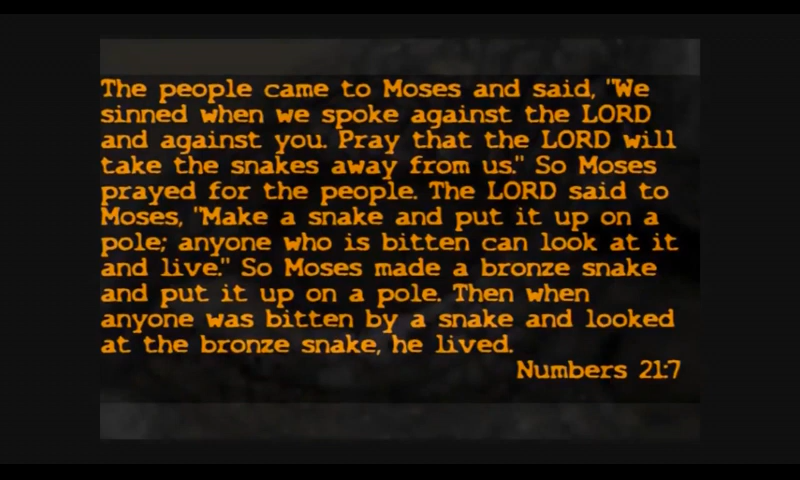 The people came to Moses and said, "We
sinned when we spoke against the LORD
and against you. Pray that the LORD will
take the snakes away from us." So Moses
prayed for the people. The LORD said to
Moses, "Make a snake and put it up on a
pole; anyone who is bitten can look at it
and live." So Moses made a bronze snake
and put it up on a pole. Then when
anyone was bitten by a snake and looked
at the bronze snake, he lived.
Numbers 21:7